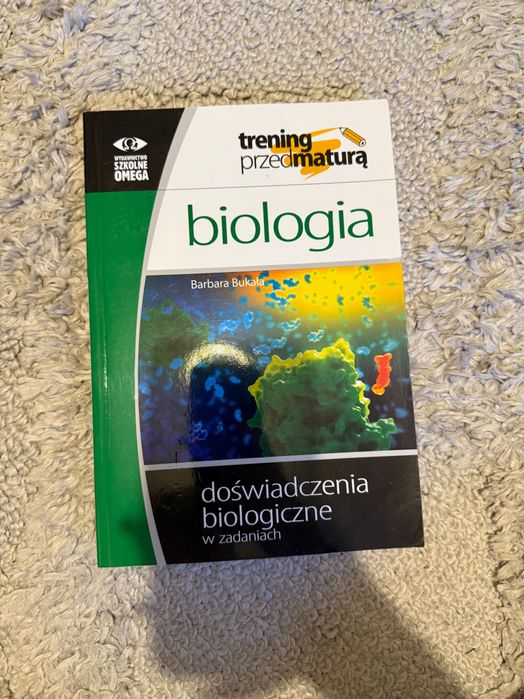 WYDAWNICTWO
SZKOLNE
OMEGA
trening
przedmaturą
biologia
Barbara Bukała
doświadczenia
biologiczne
w zadaniach